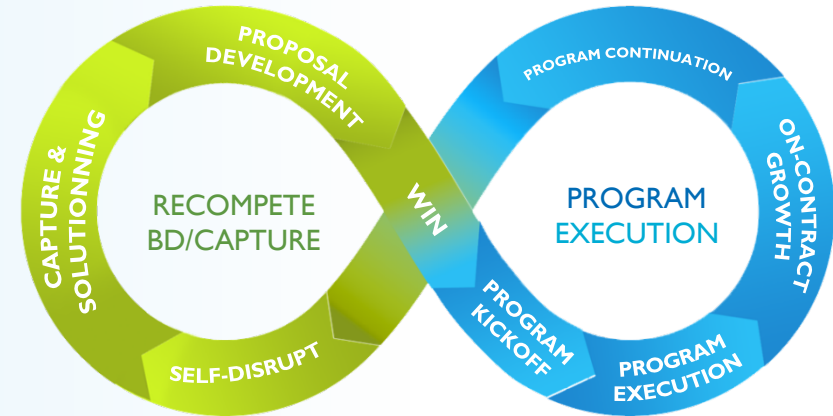 PROPOSAL
DEVELOPMENT
CAPTURE &
SOLUTIONNING
RECOMPETE
BD/CAPTURE
SELF-DISRUPT
WIN
PROGRAM CONTINUATION
ON-CONTRACT
GROWTH
PROGRAM
EXECUTION
PROGRAM
KICKOFF
PROGRAM
EXECUTION